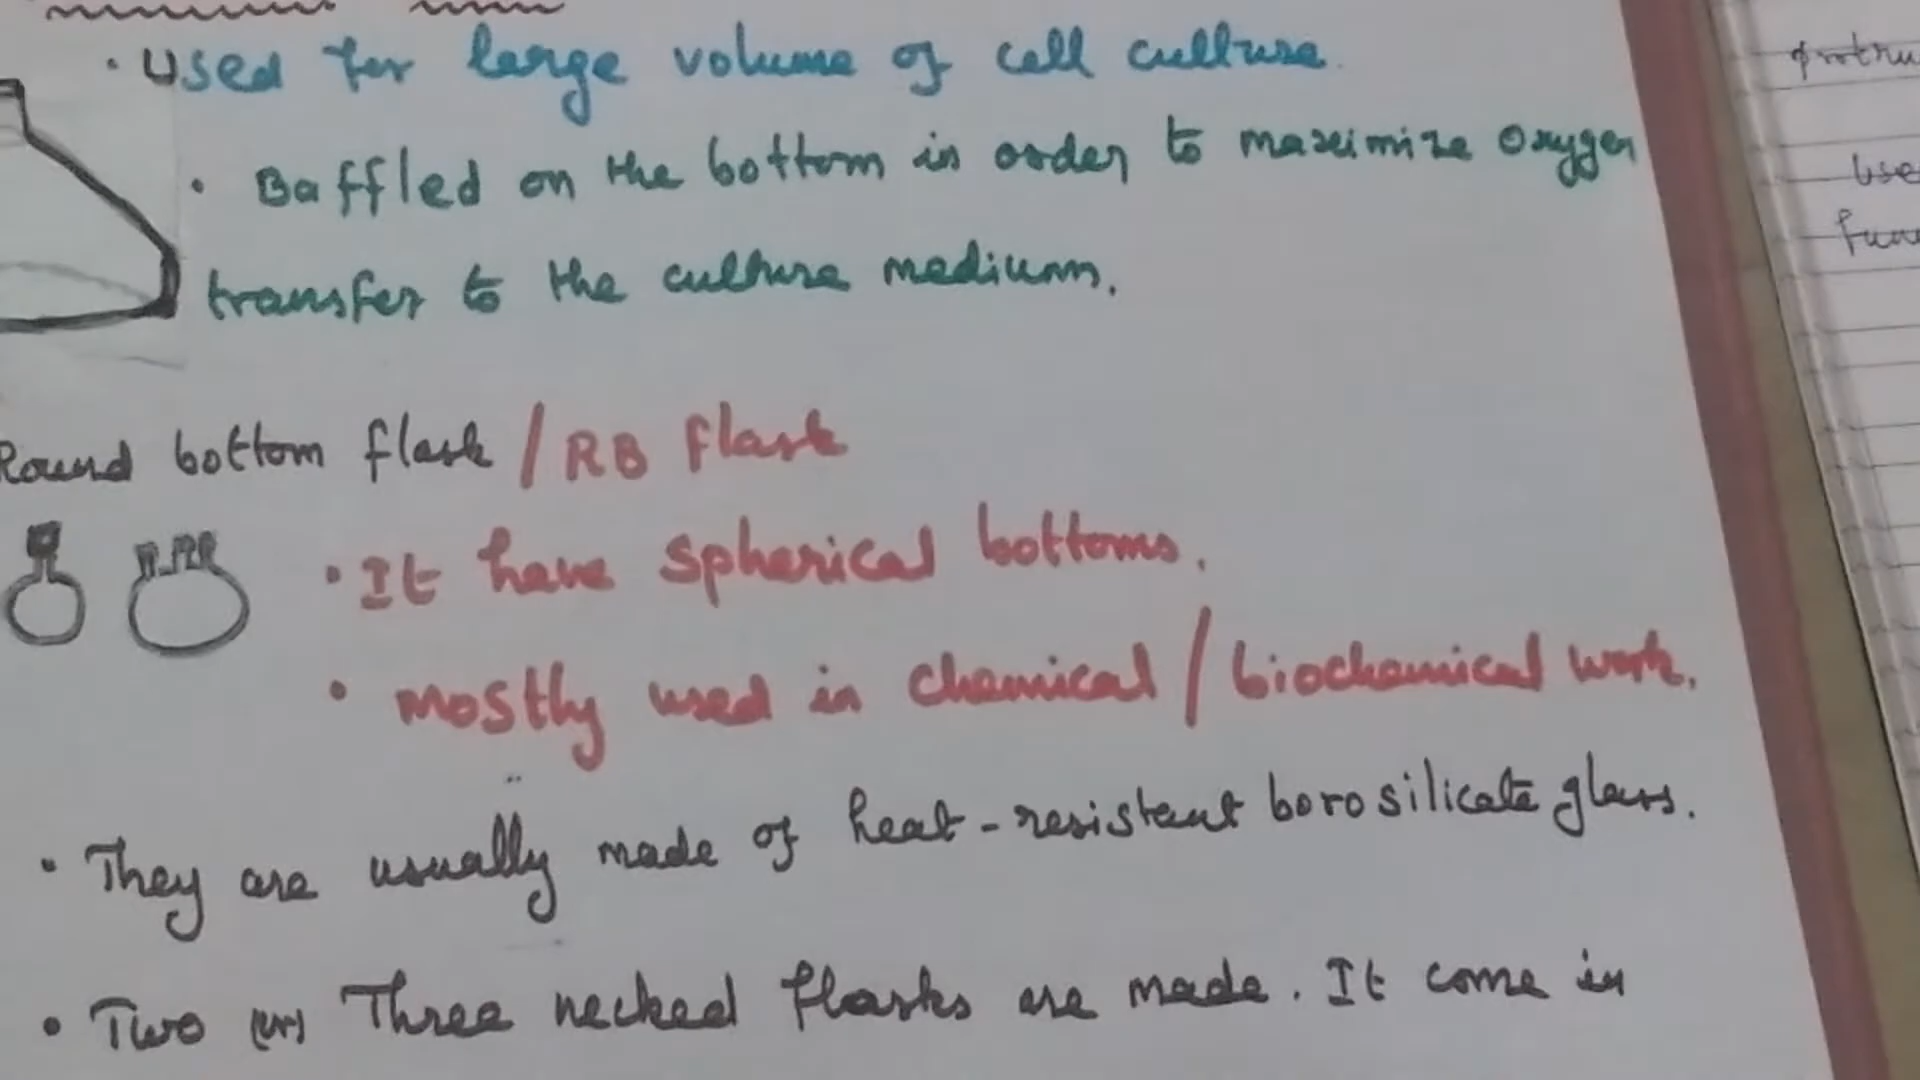 • Used for large volume of cell culture.
• Baffled on the bottom in order to maximize oxygen
transfer to the culture medium.
Round bottom flask / RB Flask
• It have spherical bottoms.
• Mostly used in chemical / biochemical work.
• They are usually made of heat-resistant borosilicate glass.
• Two (or) Three necked flasks are made. It come in